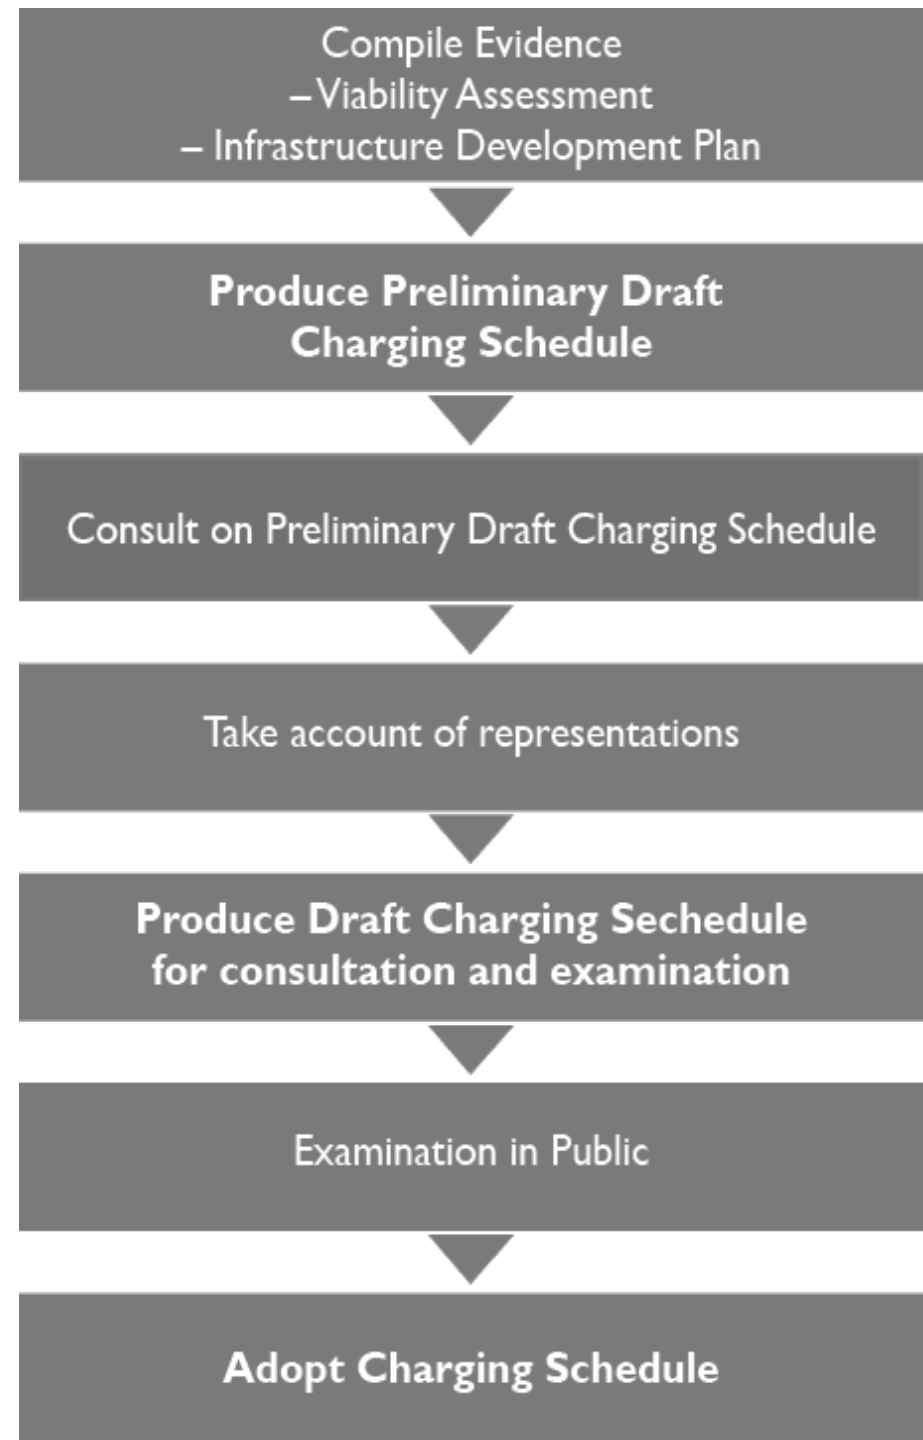 Compile Evidence
– Viability Assessment
– Infrastructure Development Plan
Produce Preliminary Draft
Charging Schedule
Consult on Preliminary Draft Charging Schedule
Take account of representations
Produce Draft Charging Sechedule
for consultation and examination
Examination in Public
Adopt Charging Schedule